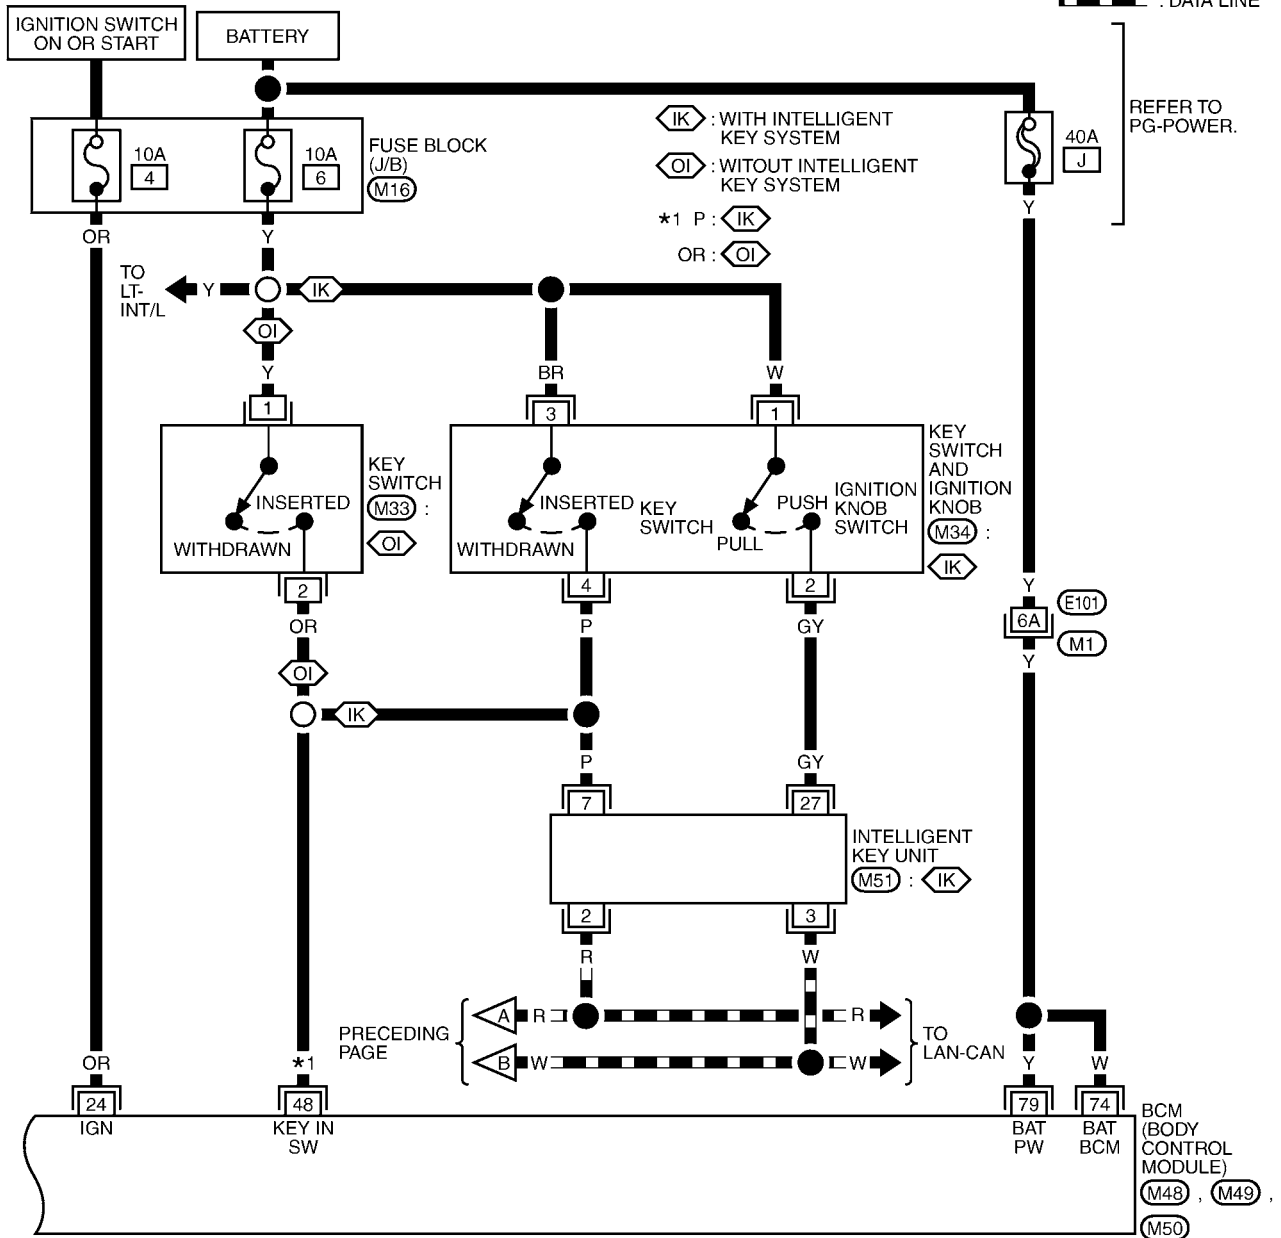 : DATA LINE
IGNITION SWITCH
ON OR START
BATTERY
REFER TO
PG-POWER.
IK : WITH INTELLIGENT
KEY SYSTEM
OI : WITOUT INTELLIGENT
KEY SYSTEM
*1 P : IK
OR : OI
10A
4
10A
6
FUSE BLOCK
(J/B)
M16
40A
J
OR
Y
Y
TO
LT-
INT/L
Y
IK
OI
Y
BR
W
1
3
1
INSERTED
WITHDRAWN
KEY
SWITCH
M33 :
OI
INSERTED
WITHDRAWN
KEY
SWITCH
PUSH
PULL
IGNITION
KNOB
SWITCH
KEY
SWITCH
AND
IGNITION
KNOB
M34 :
IK
2
4
2
OR
P
GY
Y
6A
E101
M1
Y
OI
IK
P
GY
7
27
INTELLIGENT
KEY UNIT
M51 : IK
2
3
R
W
PRECEDING
PAGE
A R R
B W W
TO
LAN-CAN
OR
*1
Y
W
24
48
79
74
IGN
KEY IN
SW
BAT
PW
BAT
BCM
BCM
(BODY
CONTROL
MODULE)
M48 , M49 ,
M50